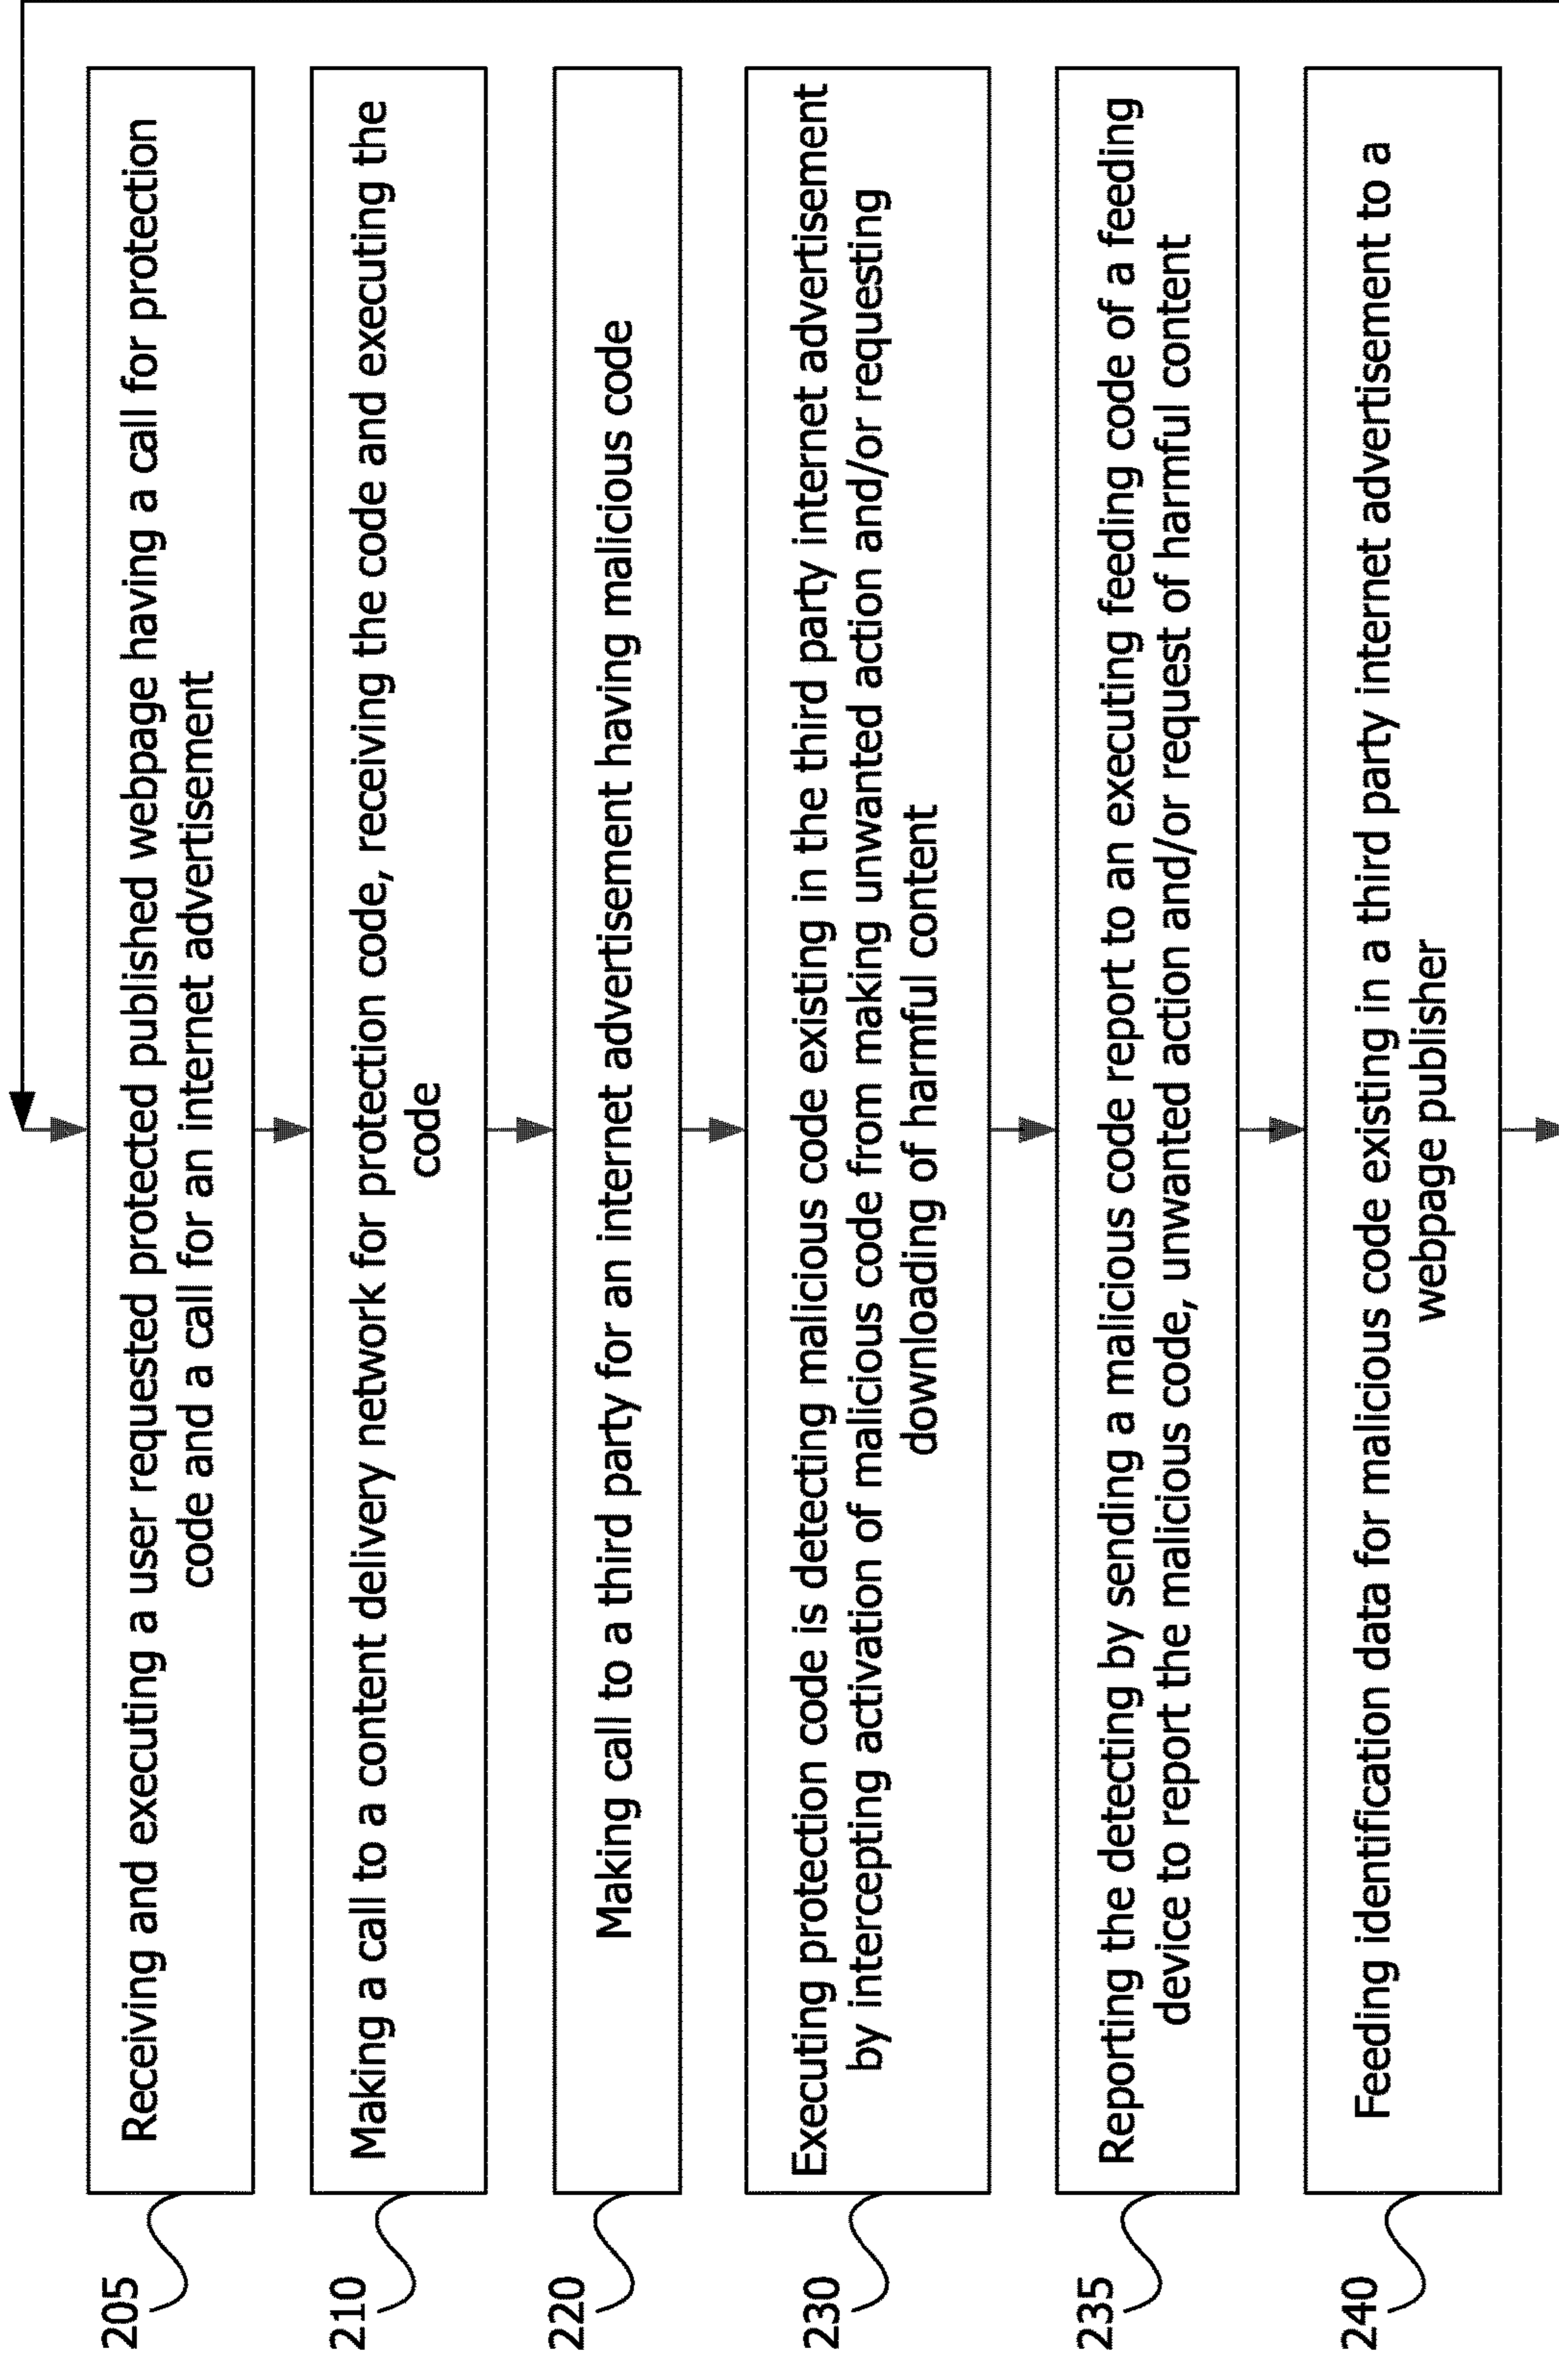 205
Receiving and executing a user requested protected published webpage having a call for protection
code and a call for an internet advertisement
210
Making a call to a content delivery network for protection code, receiving the code and executing the
code
220
Making call to a third party for an internet advertisement having malicious code
230
Executing protection code is detecting malicious code existing in the third party internet advertisement
by intercepting activation of malicious code from making unwanted action and/or requesting
downloading of harmful content
235
Reporting the detecting by sending a malicious code report to an executing feeding code of a feeding
device to report the malicious code, unwanted action and/or request of harmful content
240
Feeding identification data for malicious code existing in a third party internet advertisement to a
webpage publisher